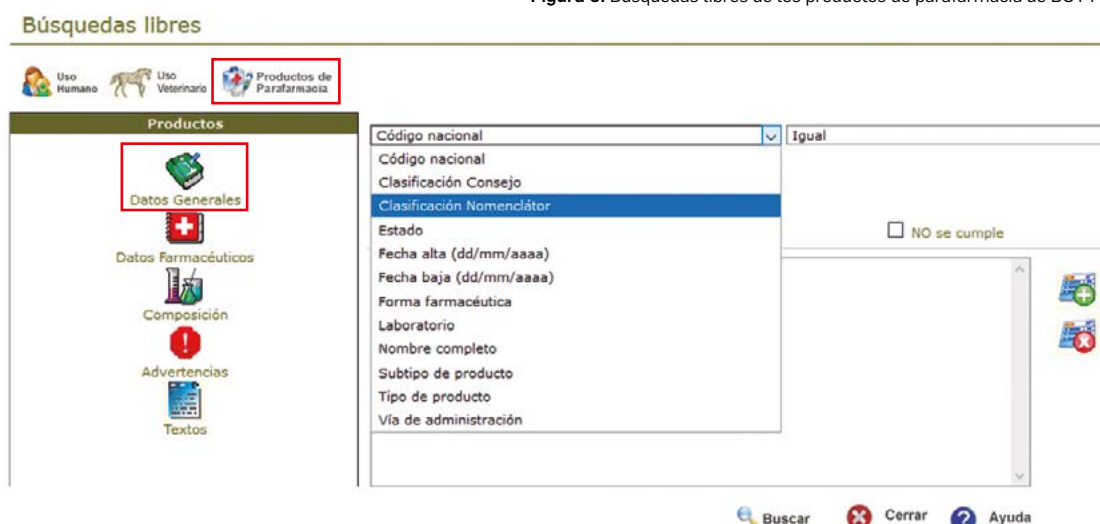 Búsquedas libres
Uso Humano
Uso Veterinario
Productos de Parafarmacia
Productos
Datos Generales
Datos Farmacéuticos
Composición
Advertencias
Textos
Código nacional
Igual
Código nacional
Clasificación Consejo
Clasificación Nomenclátor
Estado
Fecha alta (dd/mm/aaaa)
Fecha baja (dd/mm/aaaa)
Forma farmacéutica
Laboratorio
Nombre completo
Subtipo de producto
Tipo de producto
Vía de administración
NO se cumple
Buscar
Cerrar
Ayuda